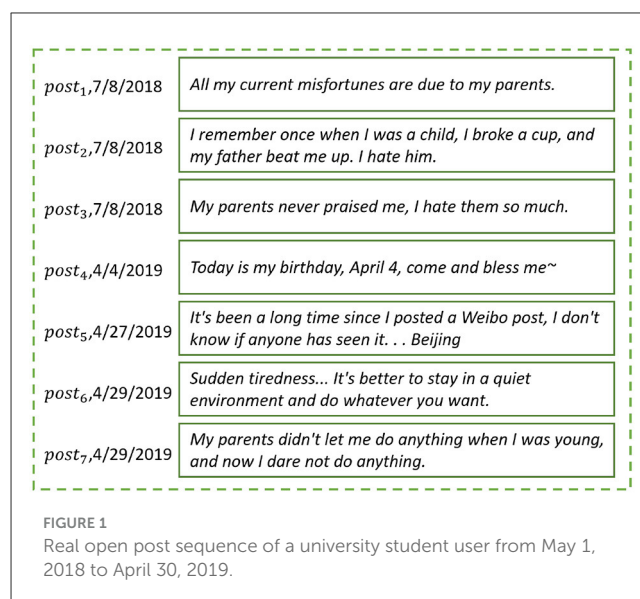 post₁,7/8/2018 All my current misfortunes are due to my parents.
post₂,7/8/2018 I remember once when I was a child, I broke a cup, and
my father beat me up. I hate him.
post₃,7/8/2018 My parents never praised me, I hate them so much.
post₄,4/4/2019 Today is my birthday, April 4, come and bless me~
post₅,4/27/2019 It's been a long time since I posted a Weibo post, I don't
know if anyone has seen it. . . Beijing
post₆,4/29/2019 Sudden tiredness... It's better to stay in a quiet
environment and do whatever you want.
post₇,4/29/2019 My parents didn't let me do anything when I was young,
and now I dare not do anything.
FIGURE 1
Real open post sequence of a university student user from May 1,
2018 to April 30, 2019.